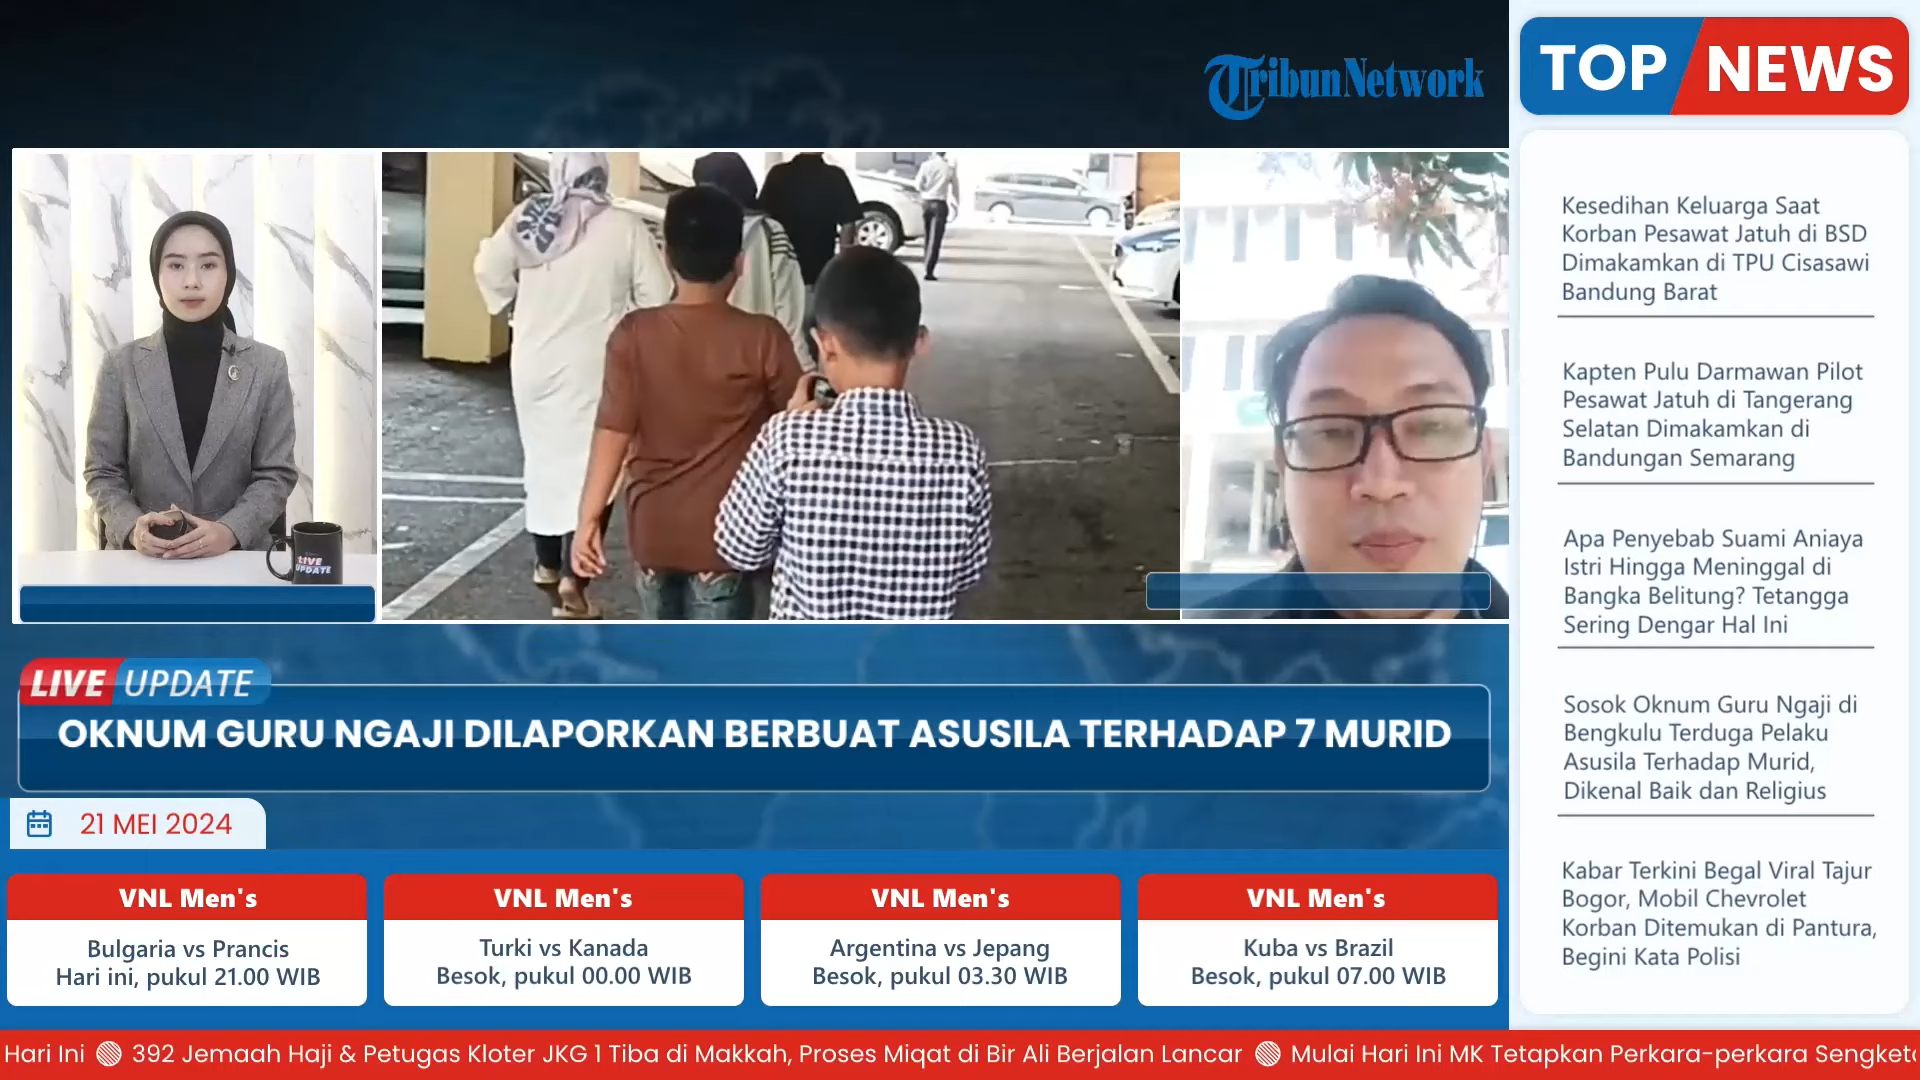 TribunNetwork
TOP NEWS
Kesedihan Keluarga Saat
Korban Pesawat Jatuh di BSD
Dimakamkan di TPU Cisasawi
Bandung Barat
Kapten Pulu Darmawan Pilot
Pesawat Jatuh di Tangerang
Selatan Dimakamkan di
Bandungan Semarang
Apa Penyebab Suami Aniaya
Istri Hingga Meninggal di
Bangka Belitung? Tetangga
Sering Dengar Hal Ini
Sosok Oknum Guru Ngaji di
Bengkulu Terduga Pelaku
Asusila Terhadap Murid,
Dikenal Baik dan Religius
Kabar Terkini Begal Viral Tajur
Bogor, Mobil Chevrolet
Korban Ditemukan di Pantura,
Begini Kata Polisi
LIVE
UPDATE
LIVE UPDATE
OKNUM GURU NGAJI DILAPORKAN BERBUAT ASUSILA TERHADAP 7 MURID
21 MEI 2024
VNL Men's
Bulgaria vs Prancis
Hari ini, pukul 21.00 WIB
VNL Men's
Turki vs Kanada
Besok, pukul 00.00 WIB
VNL Men's
Argentina vs Jepang
Besok, pukul 03.30 WIB
VNL Men's
Kuba vs Brazil
Besok, pukul 07.00 WIB
Hari Ini 392 Jemaah Haji & Petugas Kloter JKG 1 Tiba di Makkah, Proses Miqat di Bir Ali Berjalan Lancar Mulai Hari Ini MK Tetapkan Perkara-perkara Sengket